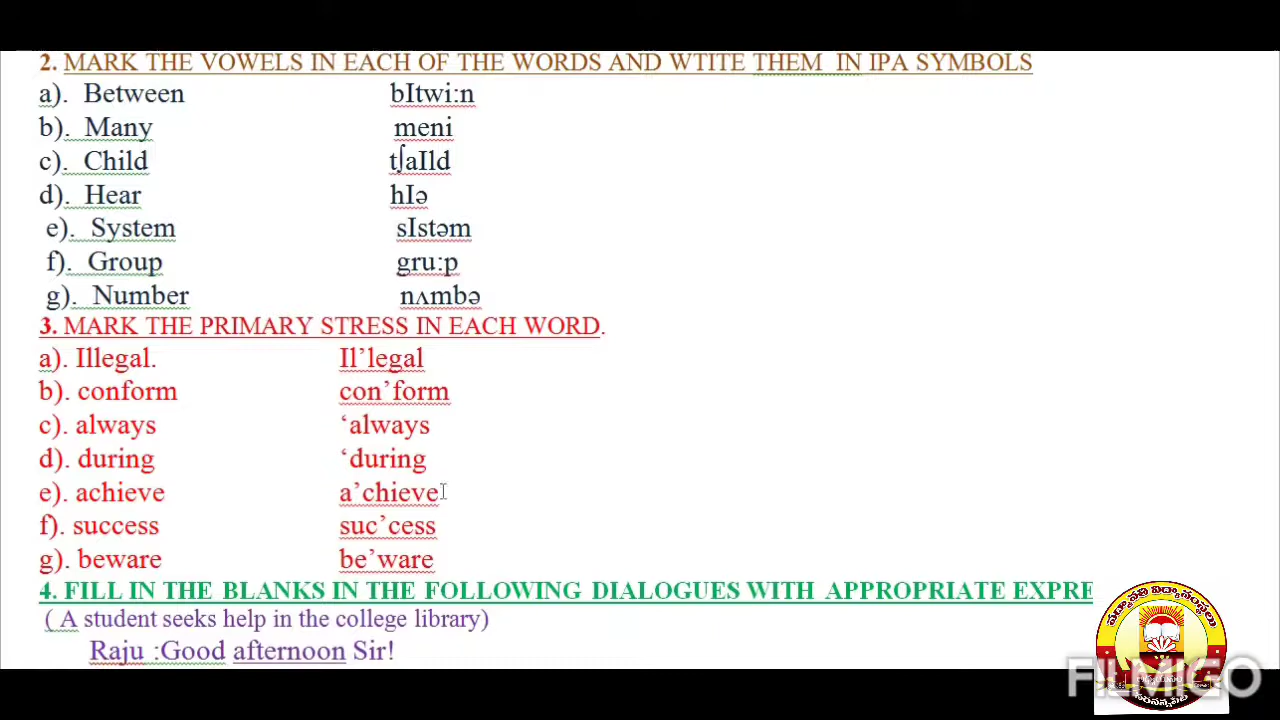 2. MARK THE VOWELS IN EACH OF THE WORDS AND WTITE THEM IN IPA SYMBOLS
a). Between bItwi:n
b). Many meni
c). Child tʃaIld
d). Hear hIə
e). System sIstəm
f). Group gru:p
g). Number nʌmbə
3. MARK THE PRIMARY STRESS IN EACH WORD.
a). Illegal. Il’legal
b). conform con’form
c). always ‘always
d). during ‘during
e). achieve a’chieve
f). success suc’cess
g). beware be’ware
4. FILL IN THE BLANKS IN THE FOLLOWING DIALOGUES WITH APPROPRIATE EXPRE
( A student seeks help in the college library)
Raju :Good afternoon Sir!
FILMIGO